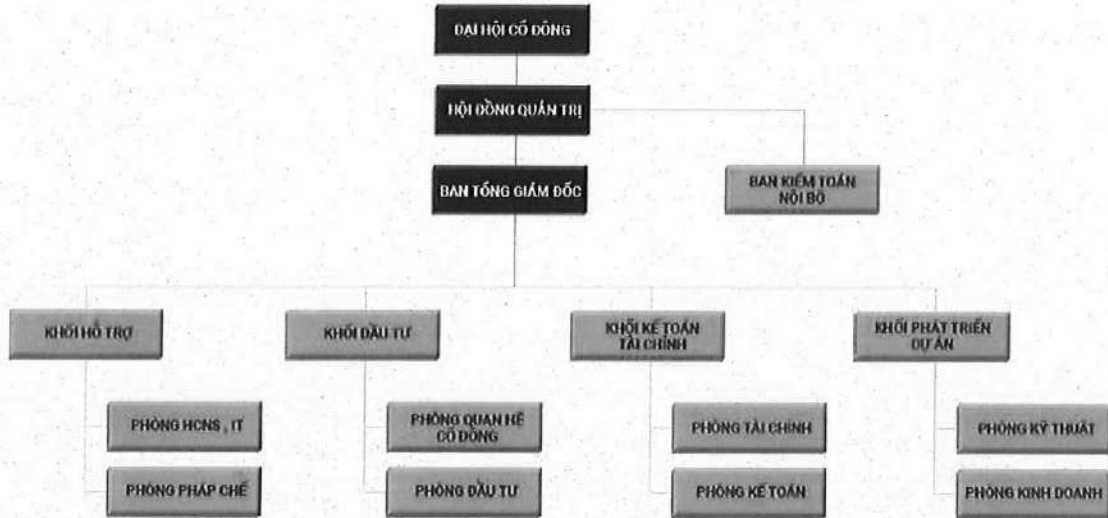 ĐẠI HỘI CỔ ĐÔNG
HỘI ĐỒNG QUẢN TRỊ
BAN TỔNG GIÁM ĐỐC
BAN KIỂM TOÁN
NỘI BỘ
KHỐI HỖ TRỢ
KHỐI ĐẦU TƯ
KHỐI KẾ TOÁN
TÀI CHÍNH
KHỐI PHÁT TRIỂN
DỰ ÁN
PHÒNG HCNS , IT
PHÒNG QUAN HỆ
CỔ ĐÔNG
PHÒNG TÀI CHÍNH
PHÒNG KỸ THUẬT
PHÒNG PHÁP CHẾ
PHÒNG ĐẦU TƯ
PHÒNG KẾ TOÁN
PHÒNG KINH DOANH